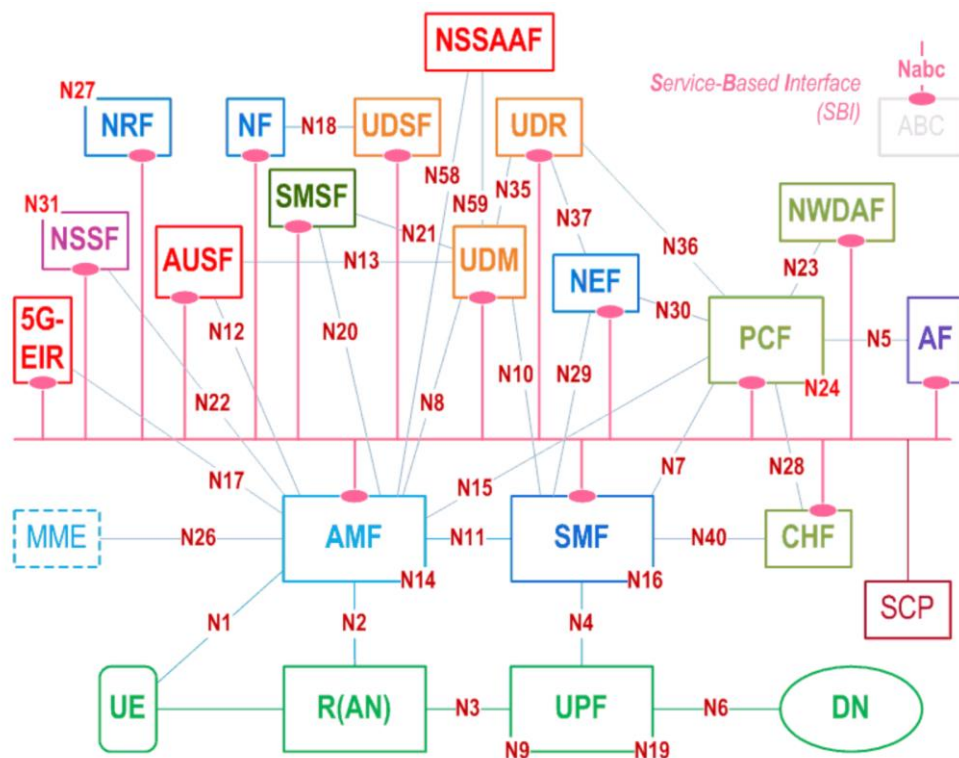 NSSAAF
Service-Based Interface
(SBI)
Nabc
ABC
N27
NRF
NF
N18
UDSF
UDR
N58
N35
N31
NSSF
SMSF
N59
N37
NWDAF
N21
AUSF
N13
UDM
NEF
N36
N23
5G-
EIR
N12
N20
N30
PCF
N5
AF
N22
N8
N10
N29
N24
N17
N15
N7
N28
MME
N26
AMF
N11
SMF
N40
CHF
N14
N16
SCP
N1
N2
N4
UE
R(AN)
N3
UPF
N6
DN
N9
N19